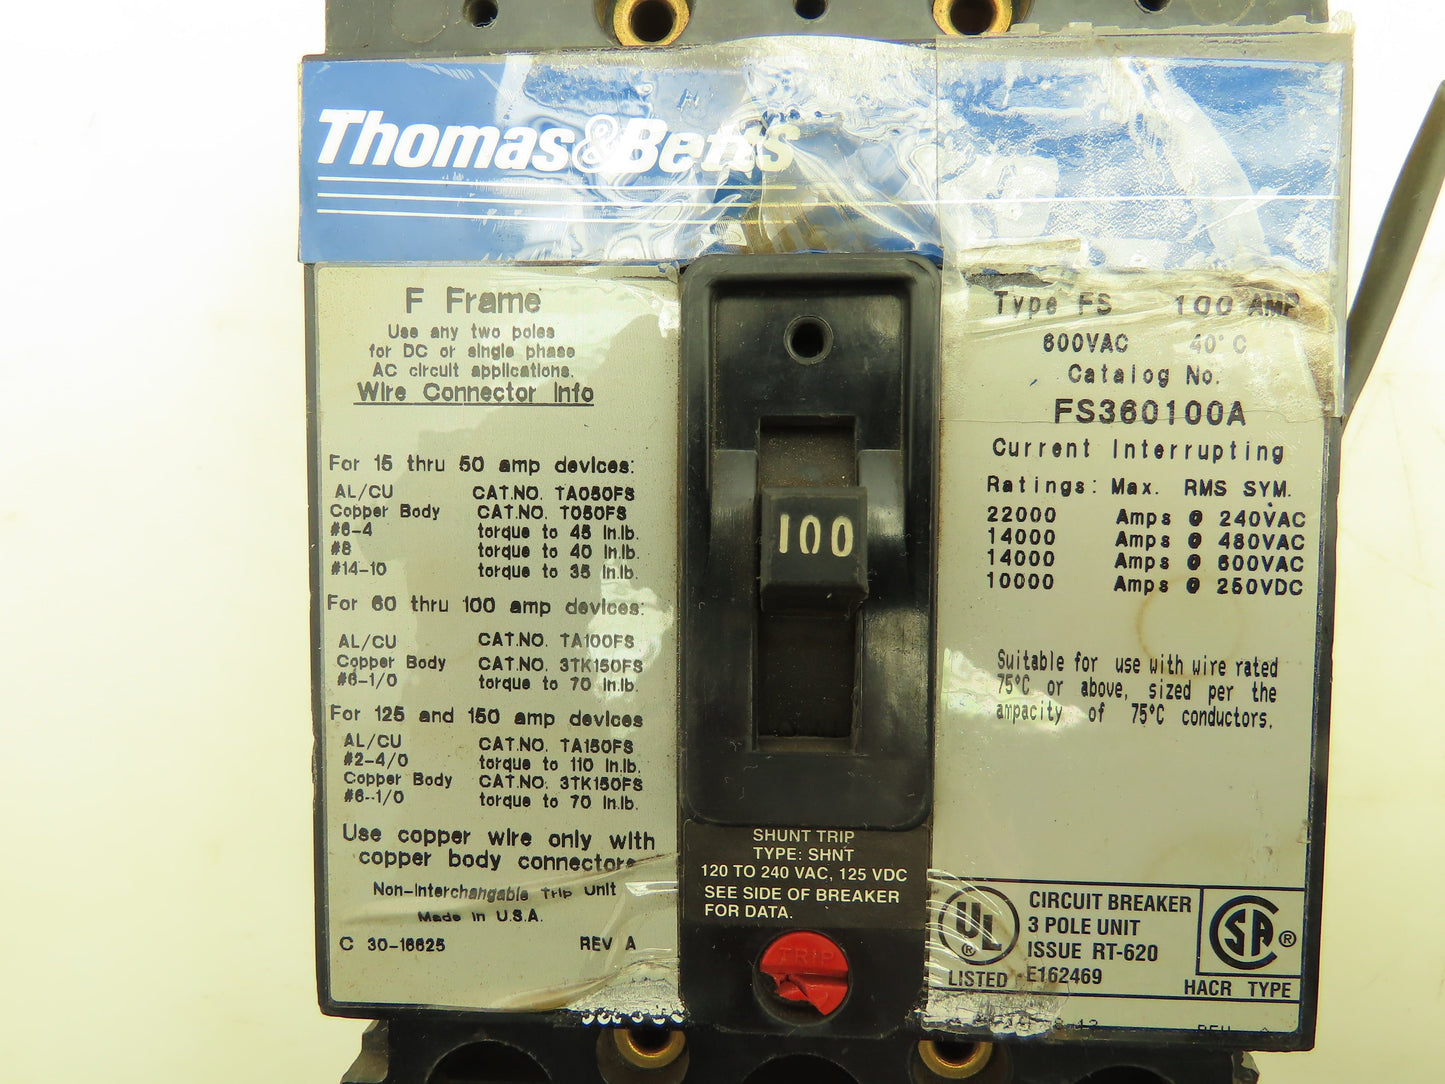 Thomas&Betts
F Frame
Use any two poles
for DC or single phase
AC circuit applications.
Wire Connector Info
For 15 thru 50 amp devices:
AL/CU CAT.NO. TA050FS
Copper Body CAT.NO. T050FS
#6-4 torque to 45 In.lb.
#8 torque to 40 In.lb.
#14-10 torque to 35 In.lb.
For 60 thru 100 amp devices:
AL/CU CAT.NO. TA100FS
Copper Body CAT.NO. 3TK150FS
#6-1/0 torque to 70 In.lb.
For 125 and 150 amp devices
AL/CU CAT.NO. TA150FS
#2-4/0 torque to 110 In.lb.
Copper Body CAT.NO. 3TK150FS
#6-1/0 torque to 70 In.lb.
Use copper wire only with
copper body connectors
Non-Interchangable Trip Unit
Made In U.S.A.
C 30-16625 REV A
100
SHUNT TRIP
TYPE: SHNT
120 TO 240 VAC, 125 VDC
SEE SIDE OF BREAKER
FOR DATA.
TRIP
Type FS 100 AMP
600VAC 40°C
Catalog No.
FS360100A
Current Interrupting
Ratings: Max. RMS SYM.
22000 Amps @ 240VAC
14000 Amps @ 480VAC
14000 Amps @ 600VAC
10000 Amps @ 250VDC
Suitable for use with wire rated
75°C or above, sized per the
ampacity of 75°C conductors.
UL ®
LISTED
CIRCUIT BREAKER
3 POLE UNIT
ISSUE RT-620
E162469
SA ®
HACR TYPE